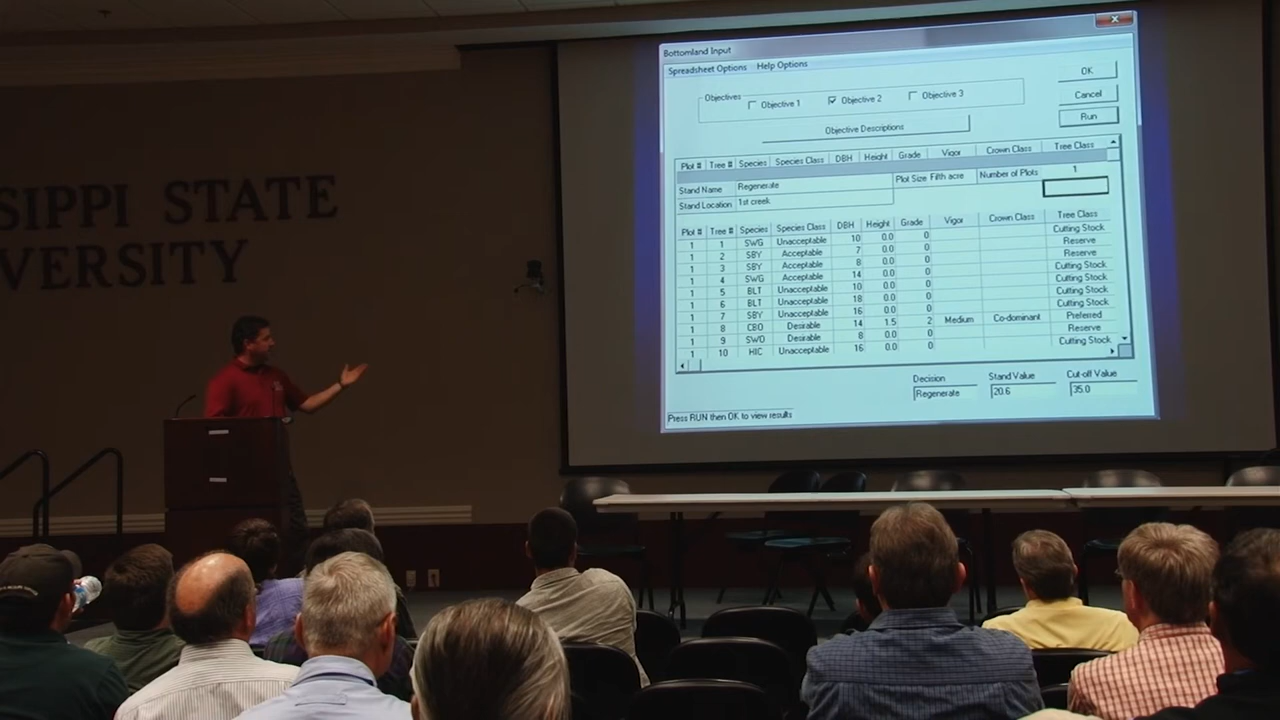 SIPPI STATE
VERSITY
Bottomland Input
Spreadsheet Options Help Options
Objectives
Objective 1 Objective 2 Objective 3
OK
Cancel
Run
Objective Descriptions
Plot # Tree # Species Species Class DBH Height Grade Vigor Crown Class Tree Class
Stand Name Regenerate Plot Size Fifth acre Number of Plots 1
Stand Location 1st creek
Plot # Tree # Species Species Class DBH Height Grade Vigor Crown Class Tree Class
1 1 SWG Unacceptable 10 0.0 0 Cutting Stock
1 2 SBY Acceptable 7 0.0 0 Reserve
1 3 SBY Acceptable 8 0.0 0 Reserve
1 4 SWG Acceptable 14 0.0 0 Cutting Stock
1 5 BLT Unacceptable 10 0.0 0 Cutting Stock
1 6 BLT Unacceptable 18 0.0 0 Cutting Stock
1 7 SBY Unacceptable 16 0.0 0 Cutting Stock
1 8 CBO Desirable 14 1.5 2 Medium Co-dominant Preferred
1 9 SWO Desirable 8 0.0 0 Reserve
1 10 HIC Unacceptable 16 0.0 0 Cutting Stock
Decision Stand Value Cut-off Value
Regenerate 20.6 35.0
Press RUN then OK to view results